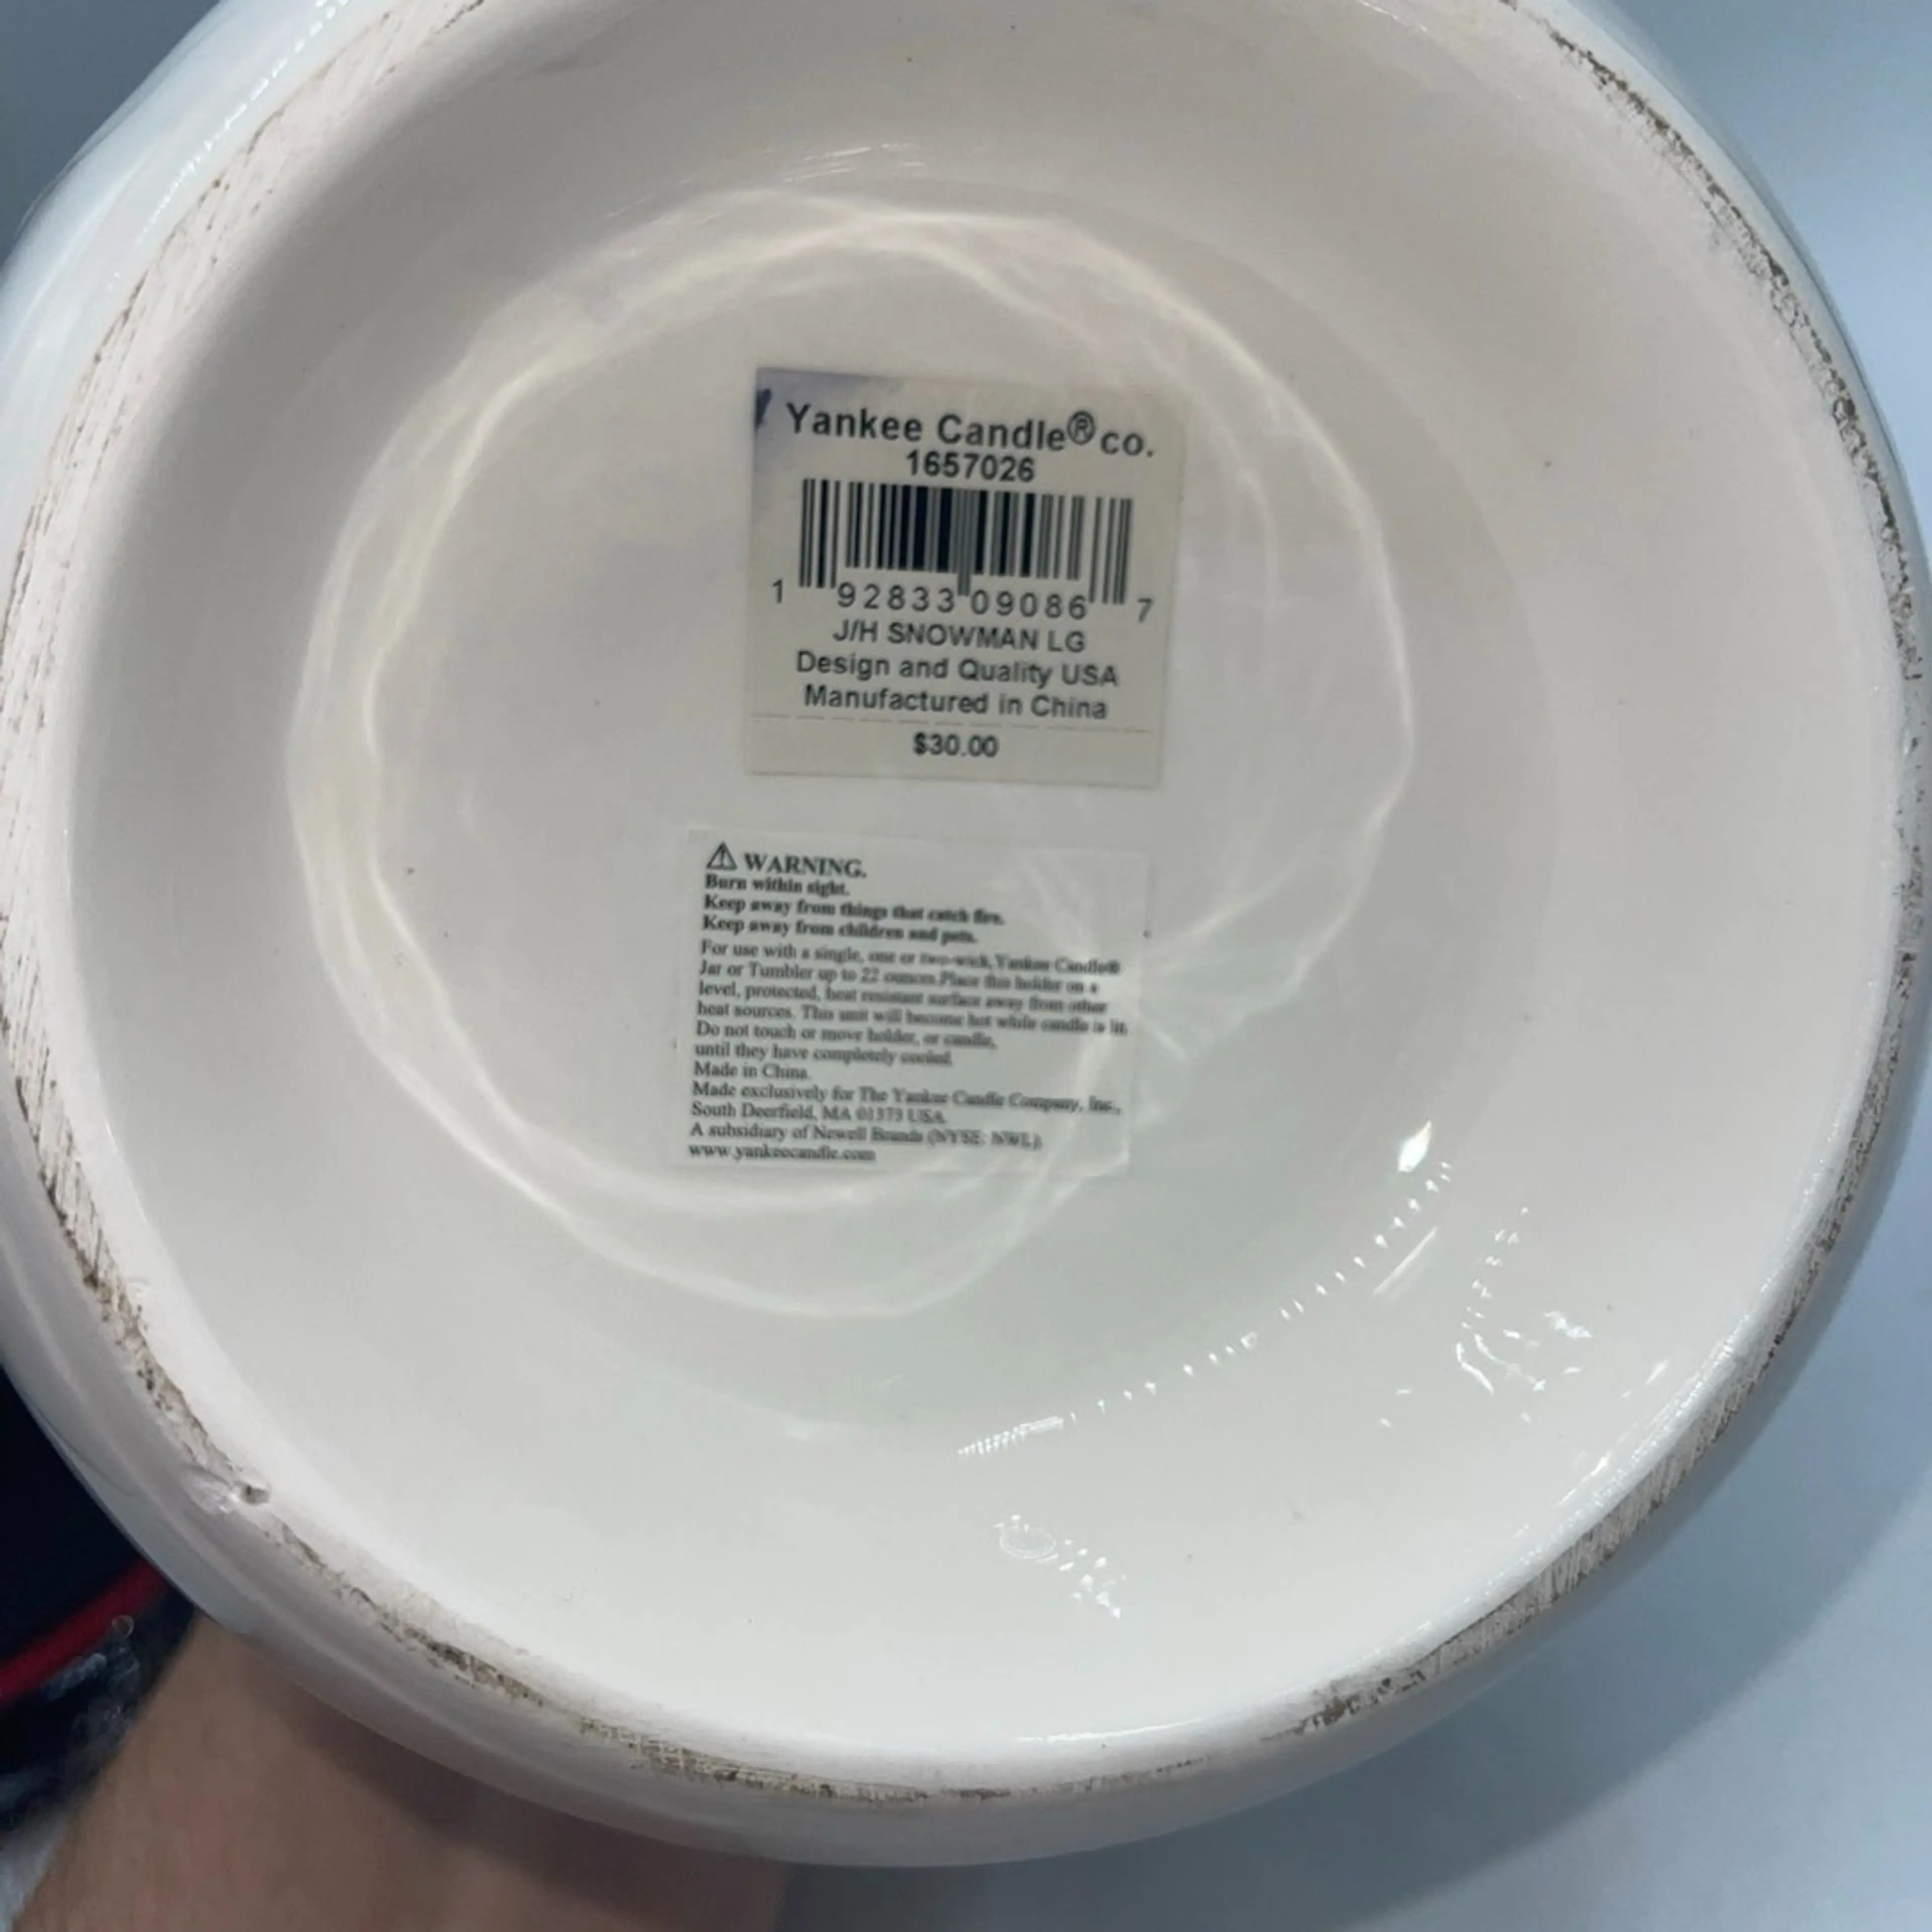 Yankee Candle® co.
1657026
1 92833 09086 7
J/H SNOWMAN LG
Design and Quality USA
Manufactured in China
$30.00
⚠ WARNING.
Burn within sight.
Keep away from things that catch fire.
Keep away from children and pets.
For use with a single, one or two-wick, Yankee Candle®
Jar or Tumbler up to 22 ounces.Place this holder on a
level, protected, heat resistant surface away from other
heat sources. This unit will become hot while candle is lit.
Do not touch or move holder, or candle,
until they have completely cooled.
Made in China.
Made exclusively for The Yankee Candle Company, Inc.,
South Deerfield, MA 01373 USA
A subsidiary of Newell Brands (NYSE: NWL).
www.yankeecandle.com